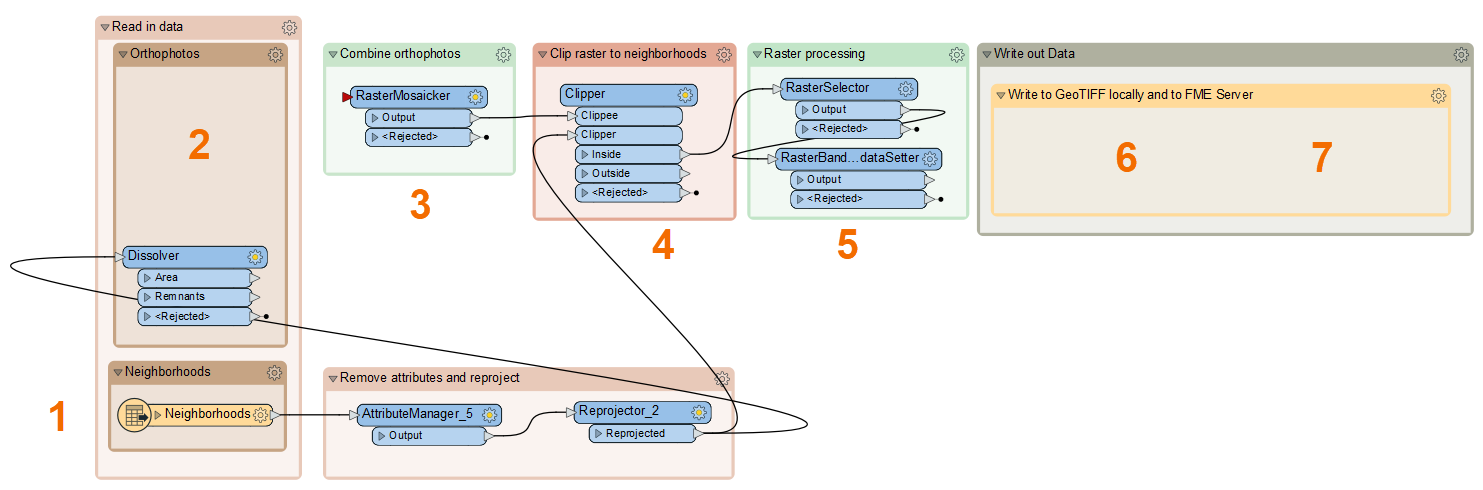 Read in data
Orthophotos
2
Dissolver
Area
Remnants
<Rejected>
Neighborhoods
1
Neighborhoods
Combine orthophotos
RasterMosaicker
Output
<Rejected>
3
Remove attributes and reproject
AttributeManager_5
Output
Reprojector_2
Reprojected
Clip raster to neighborhoods
Clipper
Clippee
Clipper
Inside
Outside
<Rejected>
4
Raster processing
RasterSelector
Output
<Rejected>
RasterBand...dataSetter
Output
<Rejected>
5
Write out Data
Write to GeoTIFF locally and to FME Server
6 7